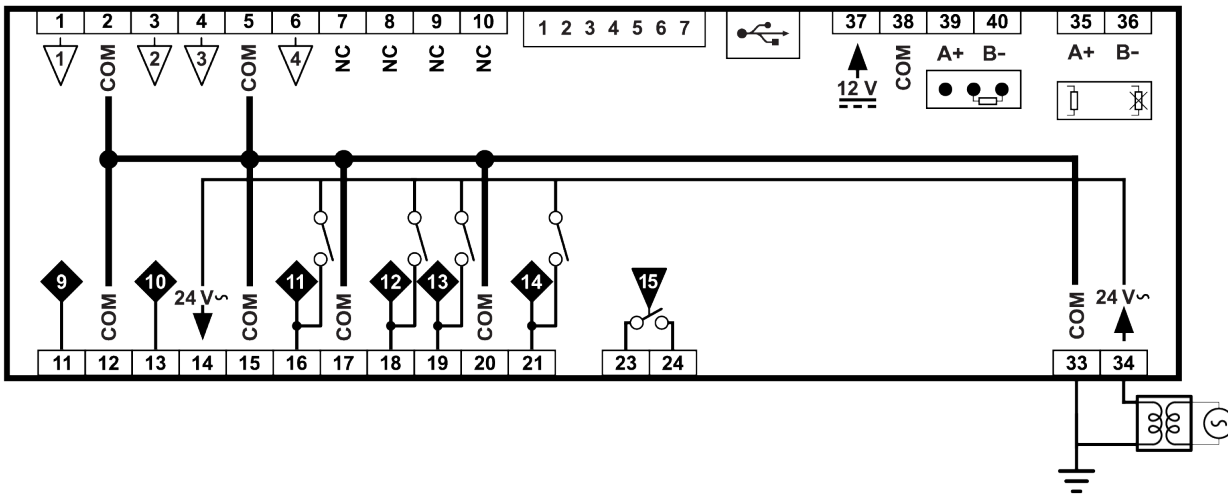 1 2 3 4 5 6 7 8 9 10
1 2 3 4 5 6 7
37 38 39 40
35 36
1 COM 2 3 COM 4 NC NC NC NC
12 V COM A+ B-
A+ B-
9 COM 10 24 V~ COM 11 COM 12 13 COM 14
15
COM 24 V~
11 12 13 14 15 16 17 18 19 20 21
23 24
33 34